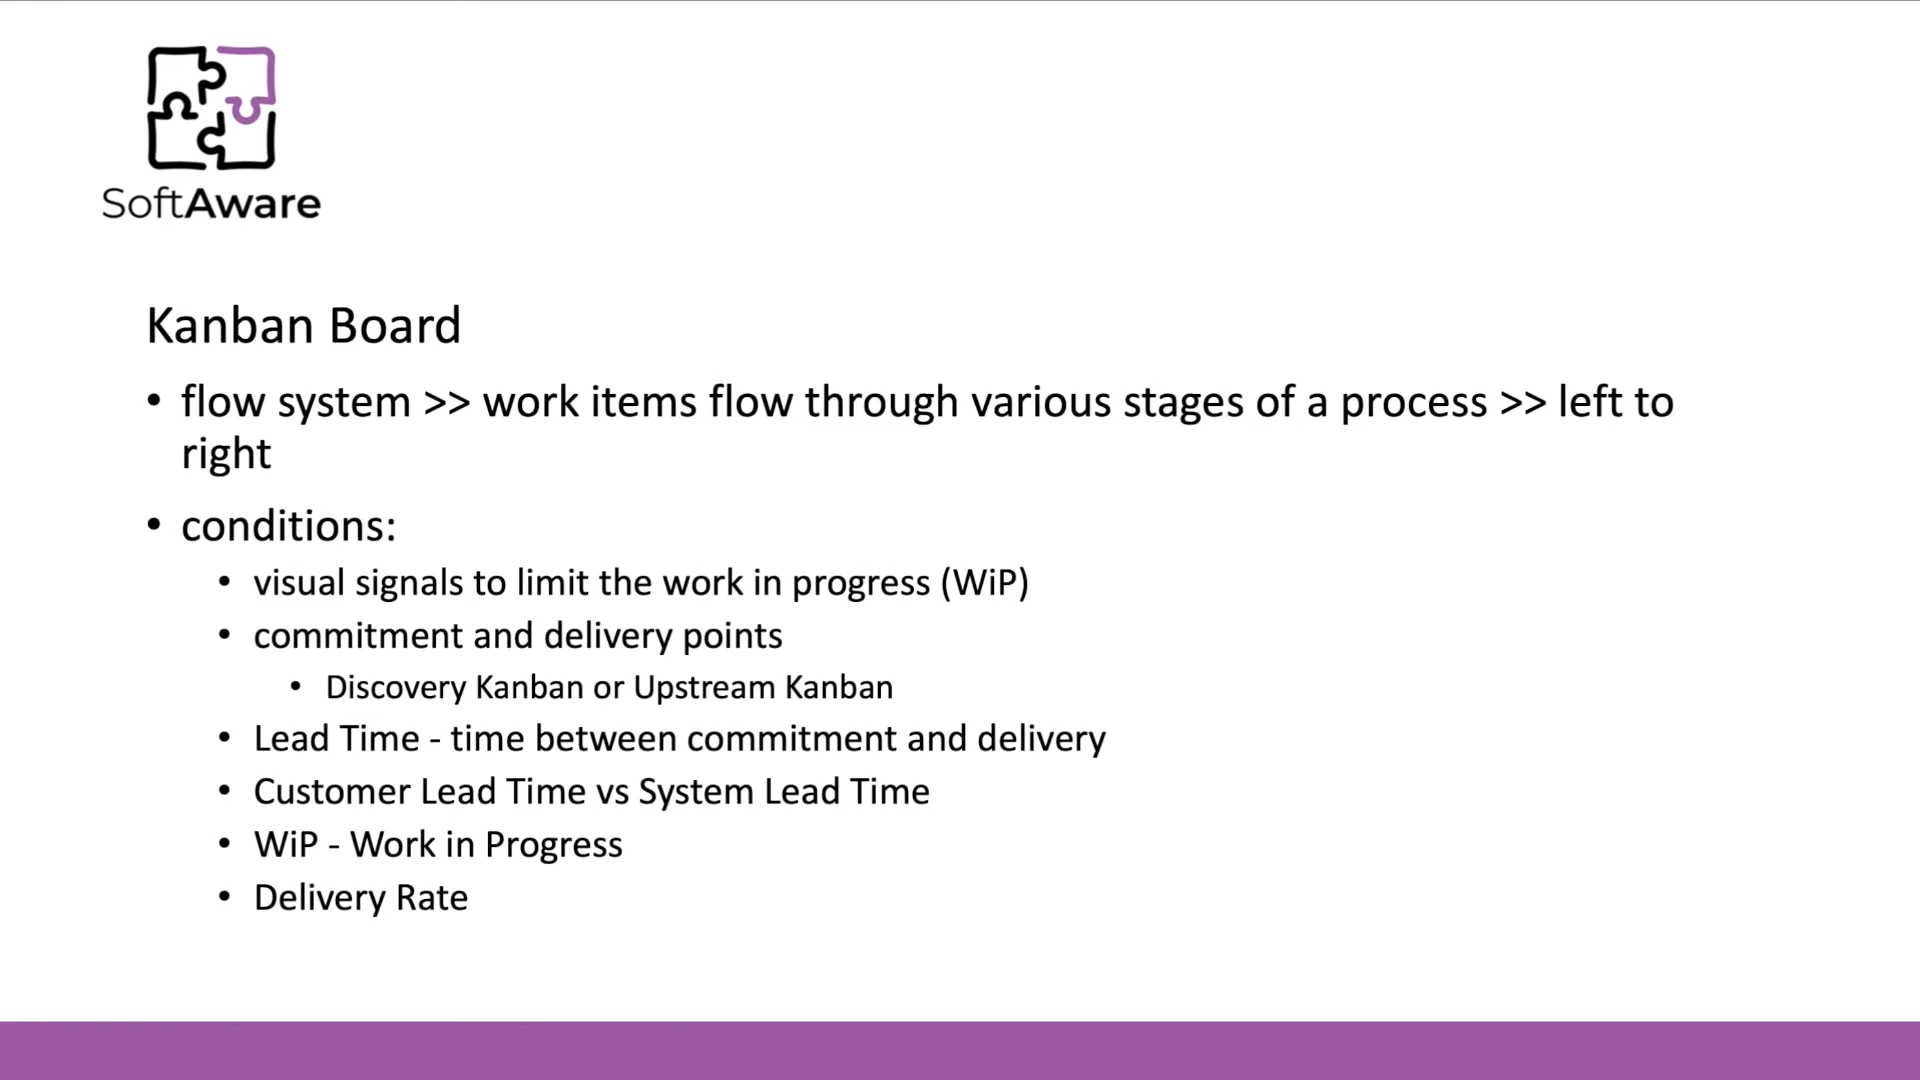 SoftAware
Kanban Board
• flow system >> work items flow through various stages of a process >> left to
right
• conditions:
• visual signals to limit the work in progress (WiP)
• commitment and delivery points
• Discovery Kanban or Upstream Kanban
• Lead Time - time between commitment and delivery
• Customer Lead Time vs System Lead Time
• WiP - Work in Progress
• Delivery Rate